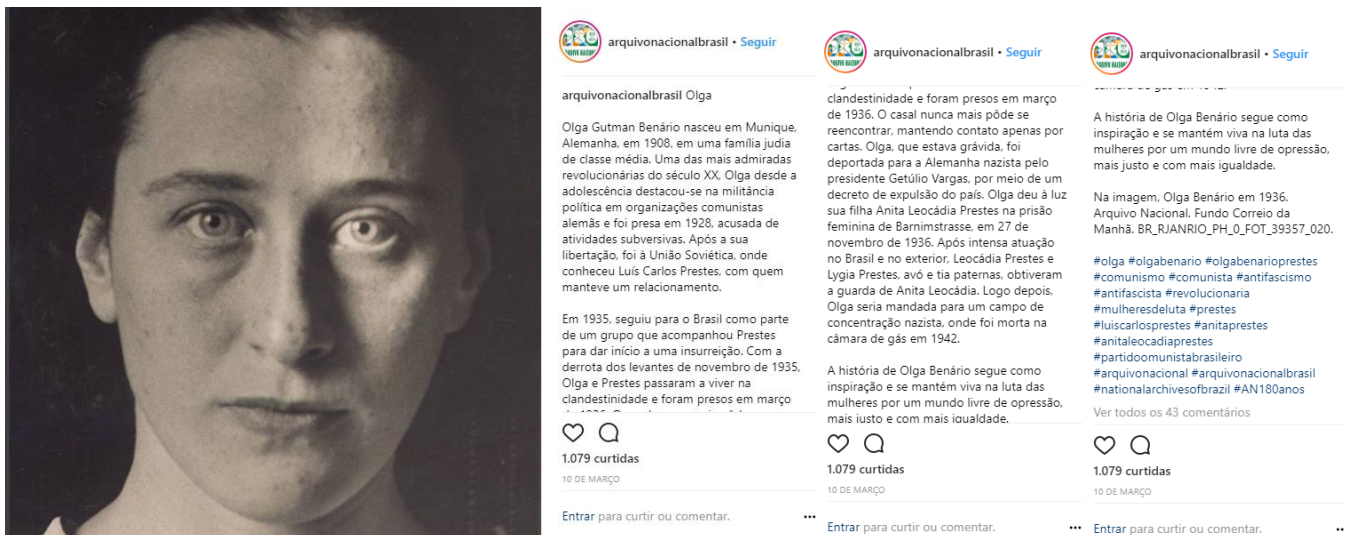 arquivonacionalbrasil • Seguir
arquivonacionalbrasil Olga
Olga Gutman Benário nasceu em Munique,
Alemanha, em 1908, em uma família judia
de classe média. Uma das mais admiradas
revolucionárias do século XX, Olga desde a
adolescência destacou-se na militância
política em organizações comunistas
alemãs e foi presa em 1928, acusada de
atividades subversivas. Após a sua
libertação, foi à União Soviética, onde
conheceu Luís Carlos Prestes, com quem
manteve um relacionamento.
Em 1935, seguiu para o Brasil como parte
de um grupo que acompanhou Prestes
para dar início a uma insurreição. Com a
derrota dos levantes de novembro de 1935,
Olga e Prestes passaram a viver na
clandestinidade e foram presos em março
1.079 curtidas
10 DE MARÇO
Entrar para curtir ou comentar.
arquivonacionalbrasil • Seguir
clandestinidade e foram presos em março
de 1936. O casal nunca mais pôde se
reencontrar, mantendo contato apenas por
cartas. Olga, que estava grávida, foi
deportada para a Alemanha nazista pelo
presidente Getúlio Vargas, por meio de um
decreto de expulsão do país. Olga deu à luz
sua filha Anita Leocádia Prestes na prisão
feminina de Barnimstrasse, em 27 de
novembro de 1936. Após intensa atuação
no Brasil e no exterior, Leocádia Prestes e
Lygia Prestes, avó e tia paternas, obtiveram
a guarda de Anita Leocádia. Logo depois,
Olga seria mandada para um campo de
concentração nazista, onde foi morta na
câmara de gás em 1942.
A história de Olga Benário segue como
inspiração e se mantém viva na luta das
mulheres por um mundo livre de opressão,
mais justo e com mais igualdade.
1.079 curtidas
10 DE MARÇO
Entrar para curtir ou comentar.
arquivonacionalbrasil • Seguir
A história de Olga Benário segue como
inspiração e se mantém viva na luta das
mulheres por um mundo livre de opressão,
mais justo e com mais igualdade.
Na imagem, Olga Benário em 1936.
Arquivo Nacional. Fundo Correio da
Manhã. BR_RJANRIO_PH_0_FOT_39357_020.
#olga #olgabenario #olgabenarioprestes
#comunismo #comunista #antifascismo
#antifascista #revolucionaria
#mulheresdeluta #prestes
#luiscarlosprestes #anitaprestes
#anitaleocadiaprestes
#partidoomunistabrasileiro
#arquivonacional #arquivonacionalbrasil
#nationalarchivesofbrazil #AN180anos
Ver todos os 43 comentários
1.079 curtidas
10 DE MARÇO
Entrar para curtir ou comentar.